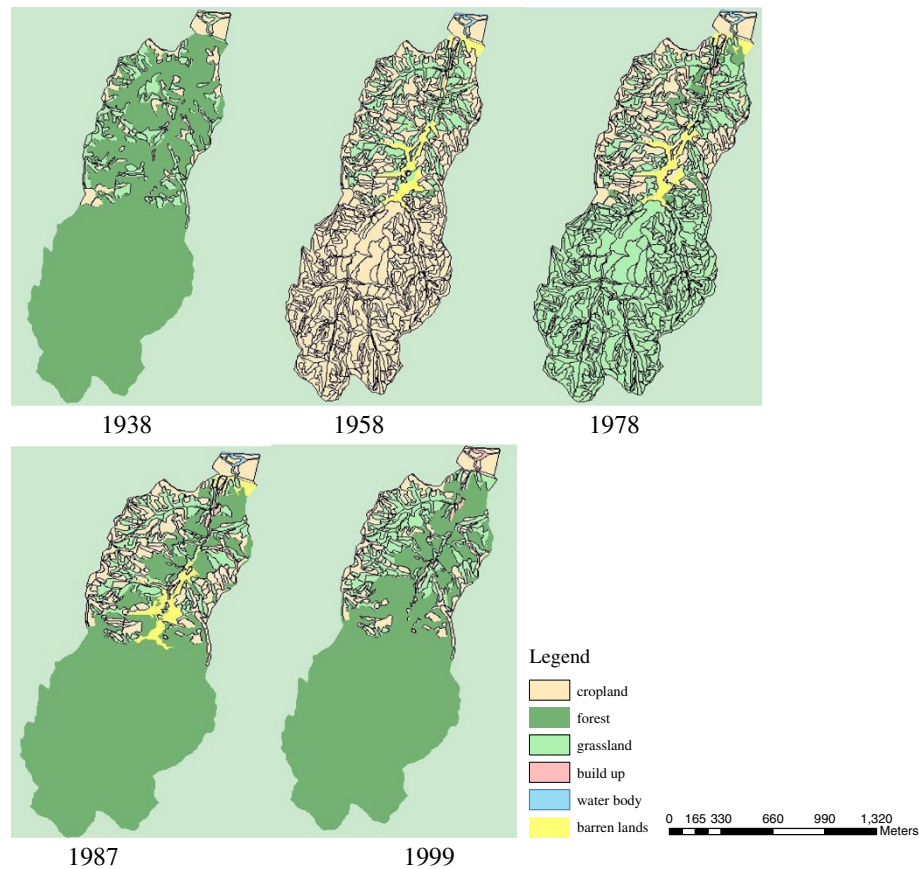 1938 1958 1978
1987 1999
Legend
cropland
forest
grassland
build up
water body
barren lands
0 165 330 660 990 1,320
Meters